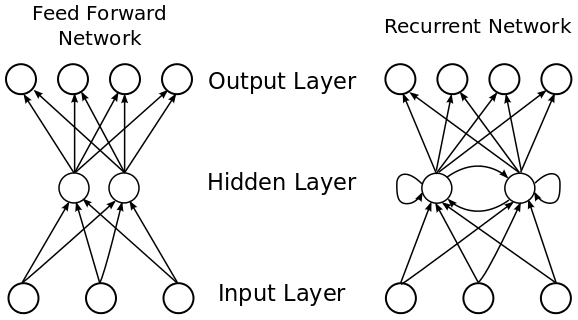 Feed Forward
Network
Recurrent Network
Output Layer
Hidden Layer
Input Layer